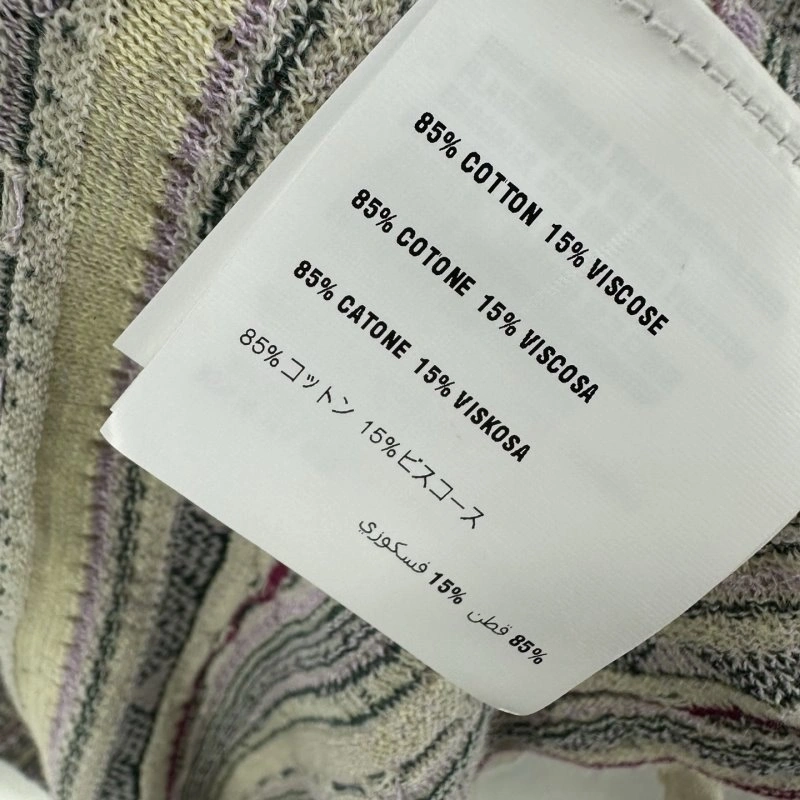 85% COTTON 15% VISCOSE
85% COTONE 15% VISCOSA
85% CATONE 15% VISKOSA
85%コットン 15%ビスコース
85% قطن 15% فسكوزي